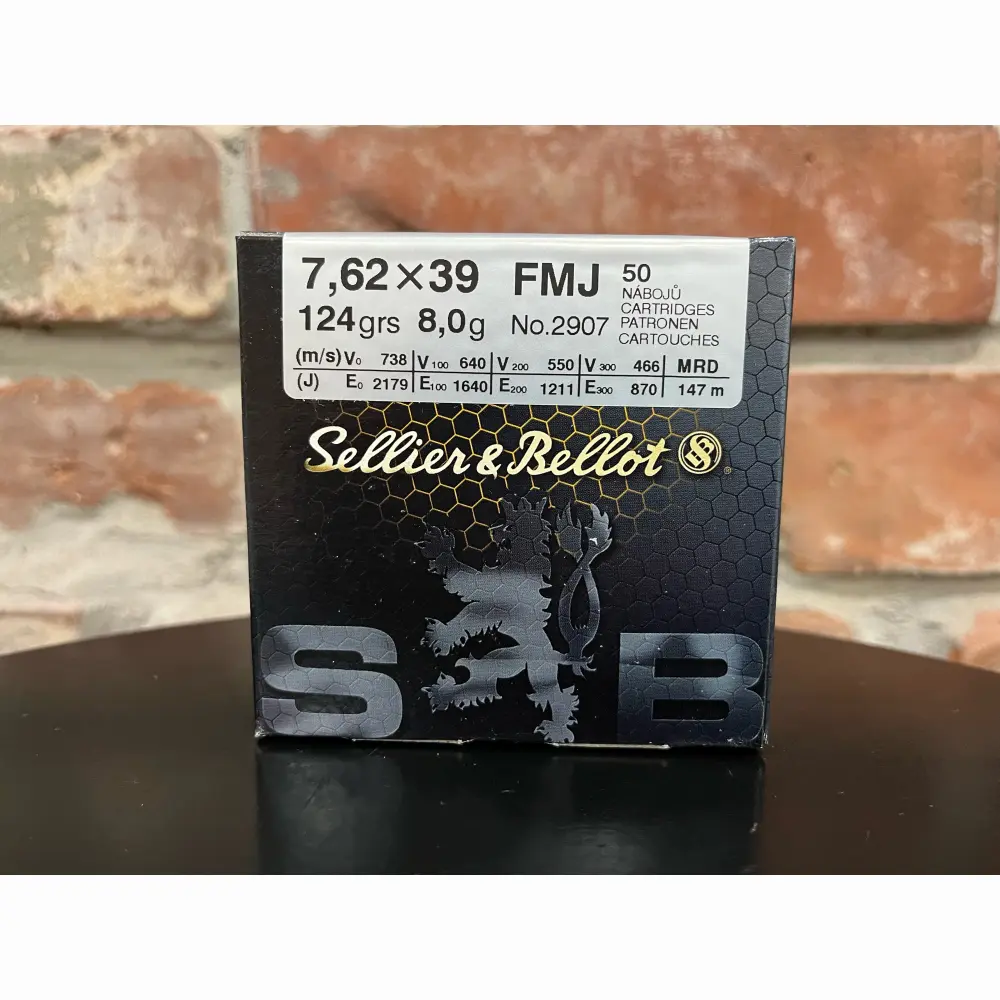 7,62×39 FMJ 50
NÁBOJŮ
CARTRIDGES
124grs 8,0g No.2907 PATRONEN
CARTOUCHES
(m/s) V0 738 | V100 640 | V200 550 | V300 466 | MRD
(J) E0 2179 | E100 1640 | E200 1211 | E300 870 | 147 m
Sellier & Bellot SB ®
S B